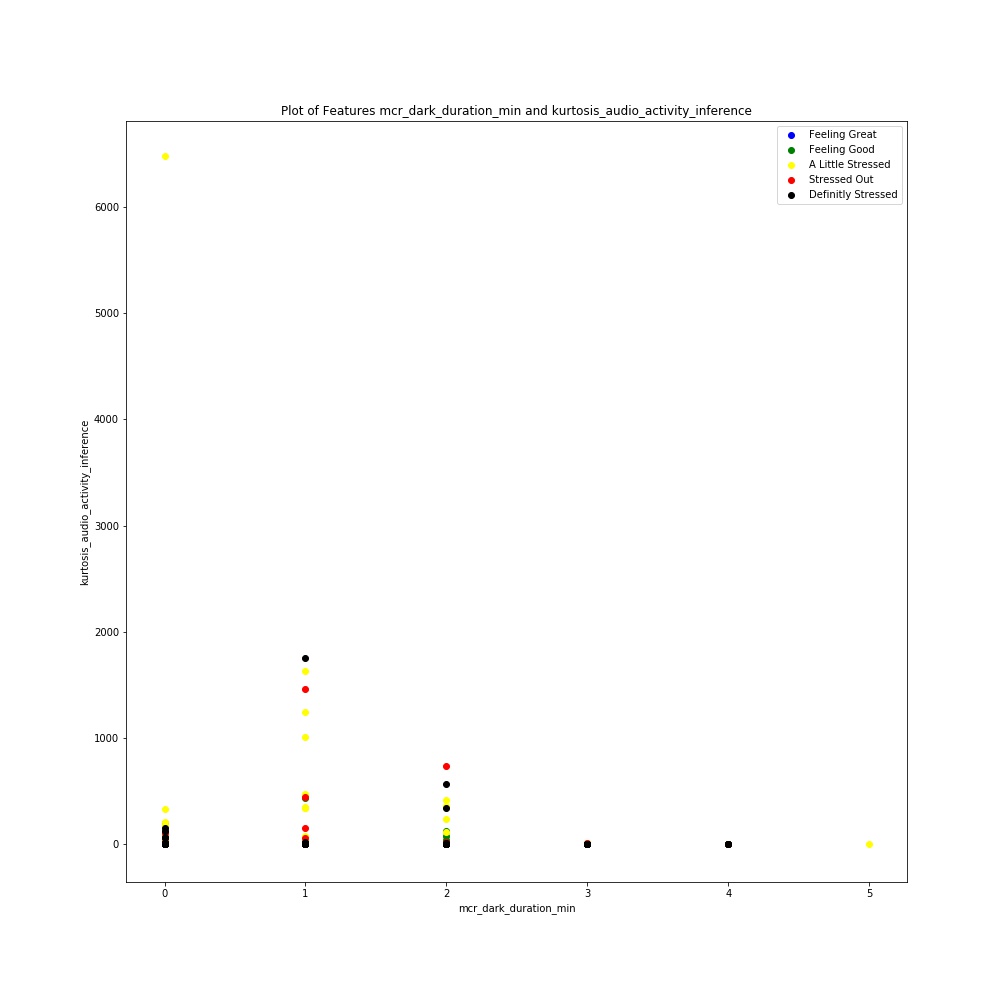 Plot of Features mcr_dark_duration_min and kurtosis_audio_activity_inference
Feeling Great
Feeling Good
A Little Stressed
Stressed Out
Definitly Stressed
6000
5000
4000
3000
2000
1000
0
kurtosis_audio_activity_inference
0 1 2 3 4 5
mcr_dark_duration_min